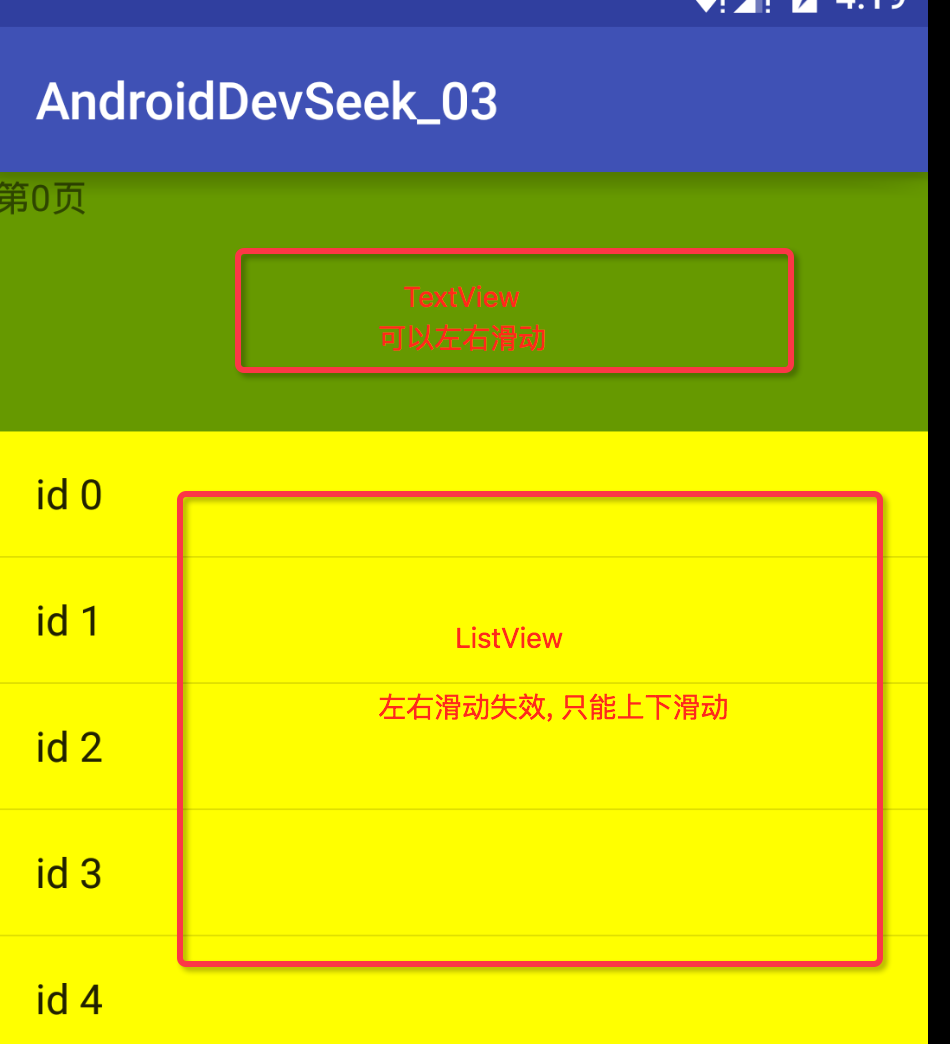 AndroidDevSeek_03
第0页
TextView
可以左右滑动
id 0
id 1
ListView
左右滑动失效, 只能上下滑动
id 2
id 3
id 4